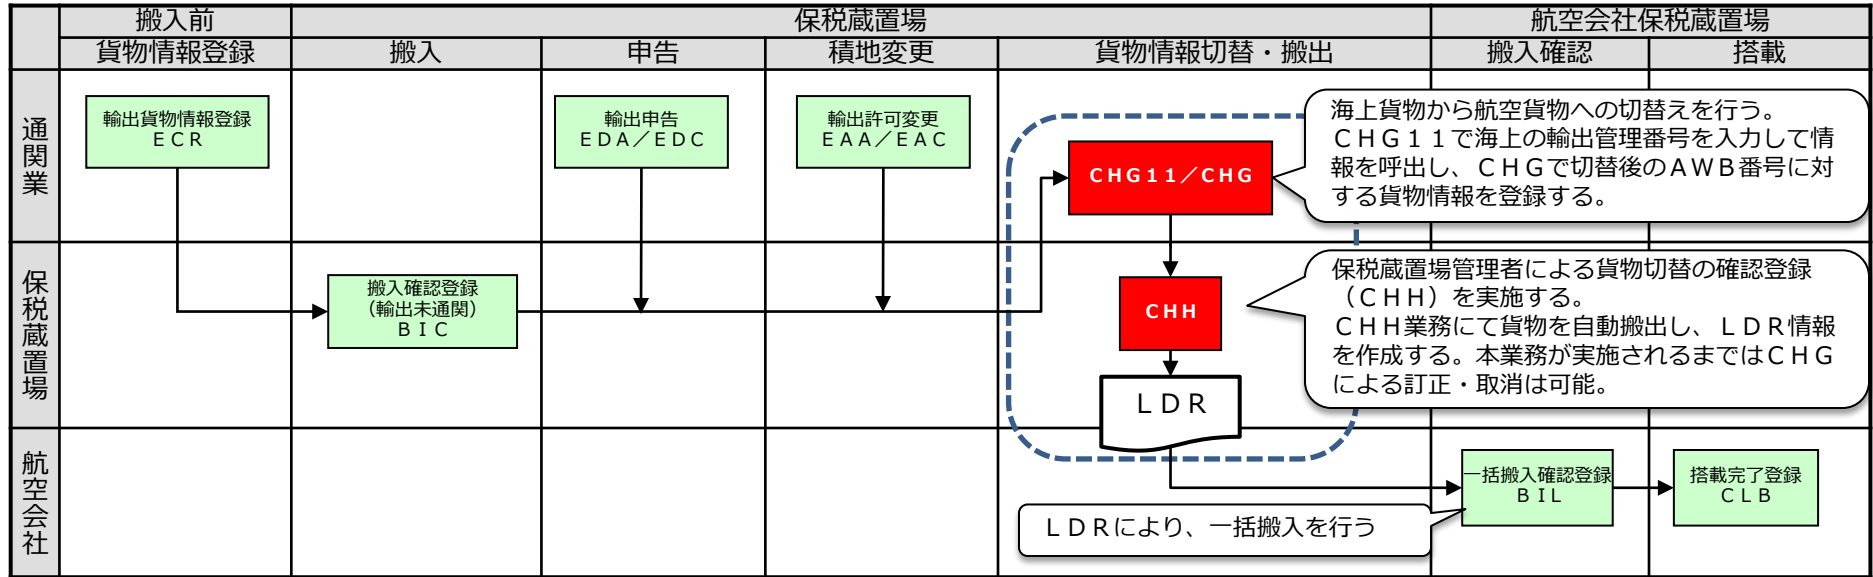 搬入前
保税蔵置場
航空会社保税蔵置場
貨物情報登録
搬入
申告
積地変更
貨物情報切替・搬出
搬入確認
搭載
通関業
輸出貨物情報登録
ＥＣＲ
輸出申告
ＥＤＡ／ＥＤＣ
輸出許可変更
ＥＡＡ／ＥＡＣ
ＣＨＧ１１／ＣＨＧ
海上貨物から航空貨物への切替えを行う。
ＣＨＧ１１で海上の輸出管理番号を入力して情
報を呼出し、ＣＨＧで切替後のＡＷＢ番号に対
する貨物情報を登録する。
保税蔵置場
搬入確認登録
（輸出未通関）
ＢＩＣ
ＣＨＨ
保税蔵置場管理者による貨物切替の確認登録
（ＣＨＨ）を実施する。
ＣＨＨ業務にて貨物を自動搬出し、ＬＤＲ情報
を作成する。本業務が実施されるまではＣＨＧ
による訂正・取消は可能。
ＬＤＲ
航空会社
一括搬入確認登録
ＢＩＬ
搭載完了登録
ＣＬＢ
ＬＤＲにより、一括搬入を行う